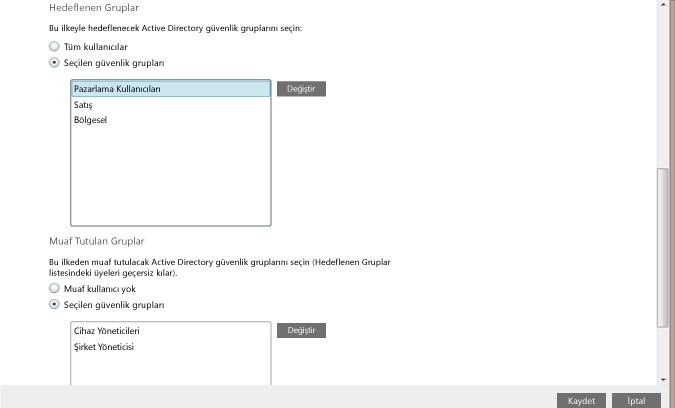 Hedeflenen Gruplar
Bu ilkeyle hedeflenecek Active Directory güvenlik gruplarını seçin:
Tüm kullanıcılar
Seçilen güvenlik grupları
Pazarlama Kullanıcıları
Değiştir
Satış
Bölgesel
Muaf Tutulan Gruplar
Bu ilkeden muaf tutulacak Active Directory güvenlik gruplarını seçin (Hedeflenen Gruplar
listesindeki üyeleri geçersiz kılar).
Muaf kullanıcı yok
Seçilen güvenlik grupları
Cihaz Yöneticileri
Değiştir
Şirket Yöneticisi
Kaydet
İptal